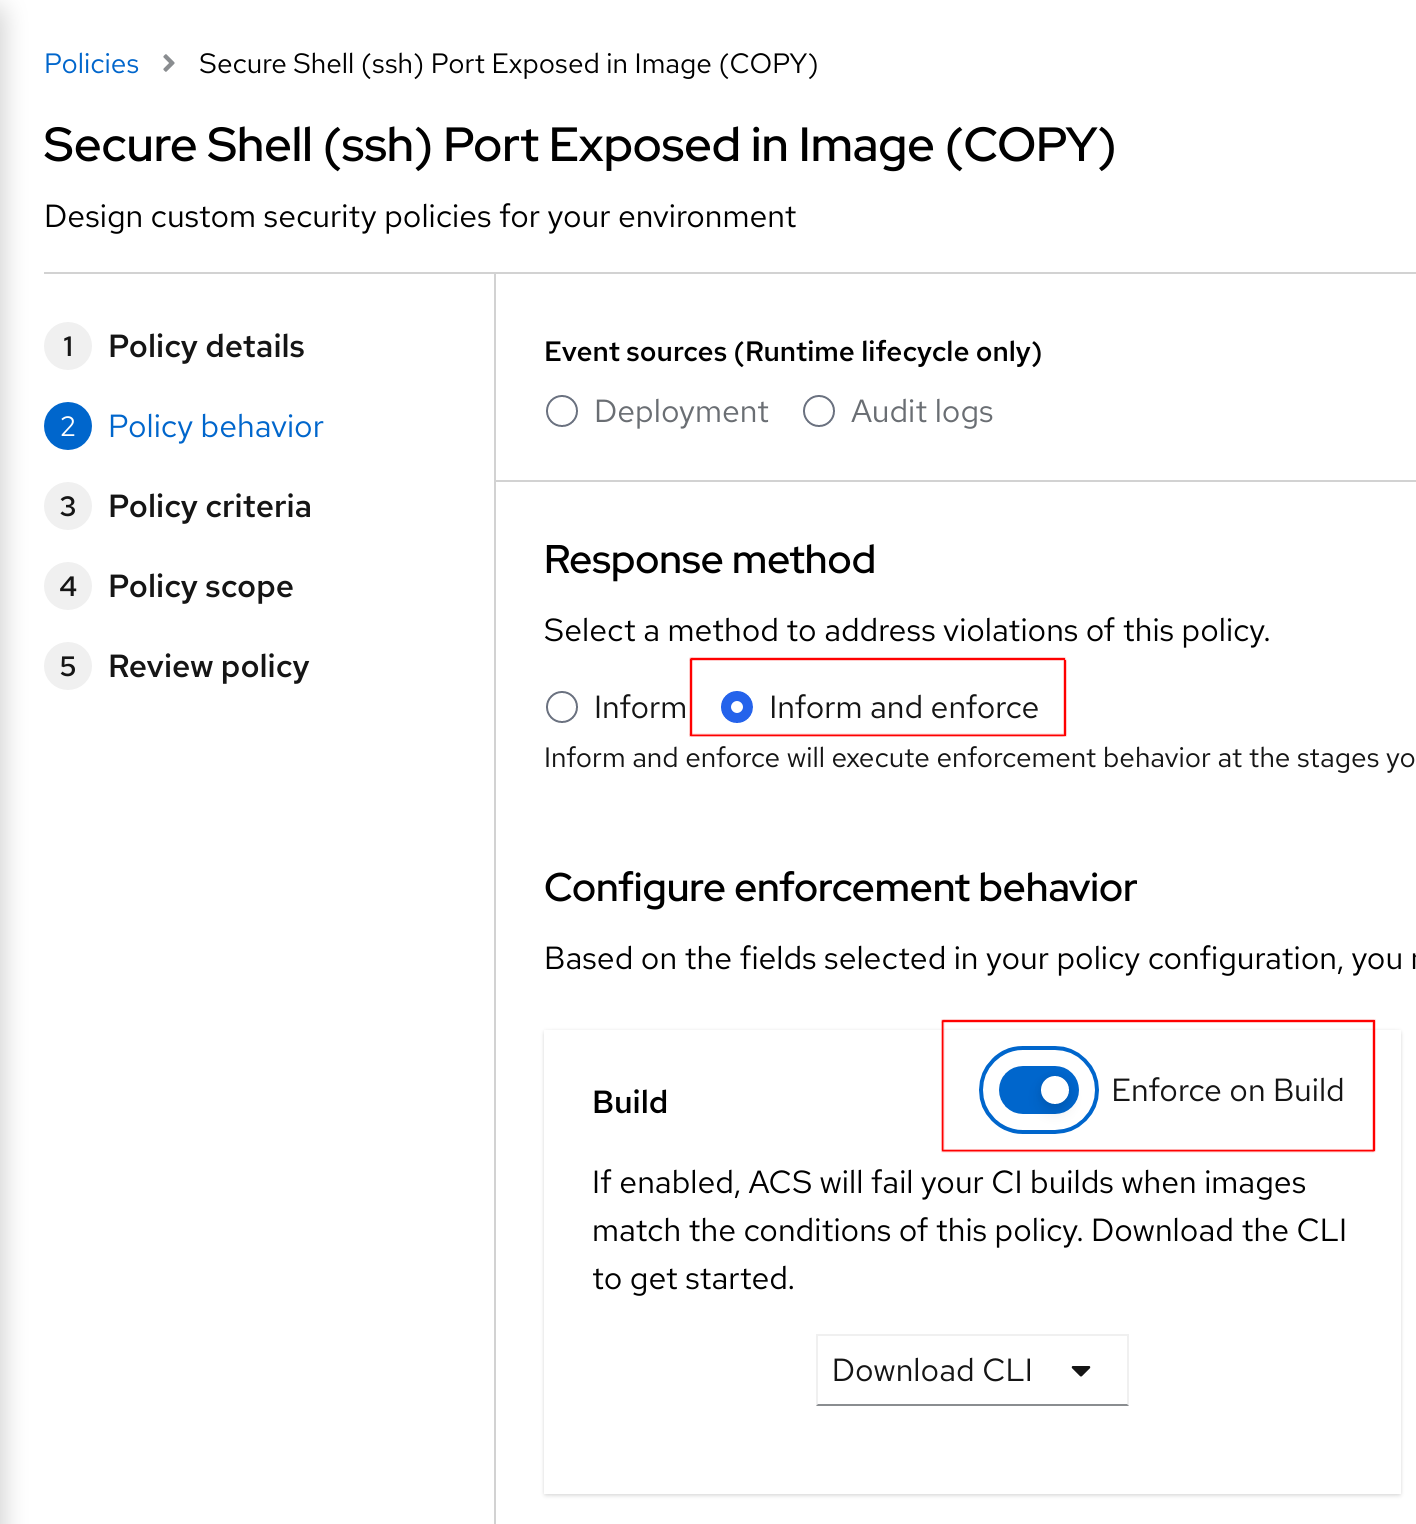 Policies > Secure Shell (ssh) Port Exposed in Image (COPY)
Secure Shell (ssh) Port Exposed in Image (COPY)
Design custom security policies for your environment
1 Policy details
2 Policy behavior
3 Policy criteria
4 Policy scope
5 Review policy
Event sources (Runtime lifecycle only)
Deployment Audit logs
Response method
Select a method to address violations of this policy.
Inform Inform and enforce
Inform and enforce will execute enforcement behavior at the stages yo
Configure enforcement behavior
Based on the fields selected in your policy configuration, you
Build
Enforce on Build
If enabled, ACS will fail your CI builds when images
match the conditions of this policy. Download the CLI
to get started.
Download CLI